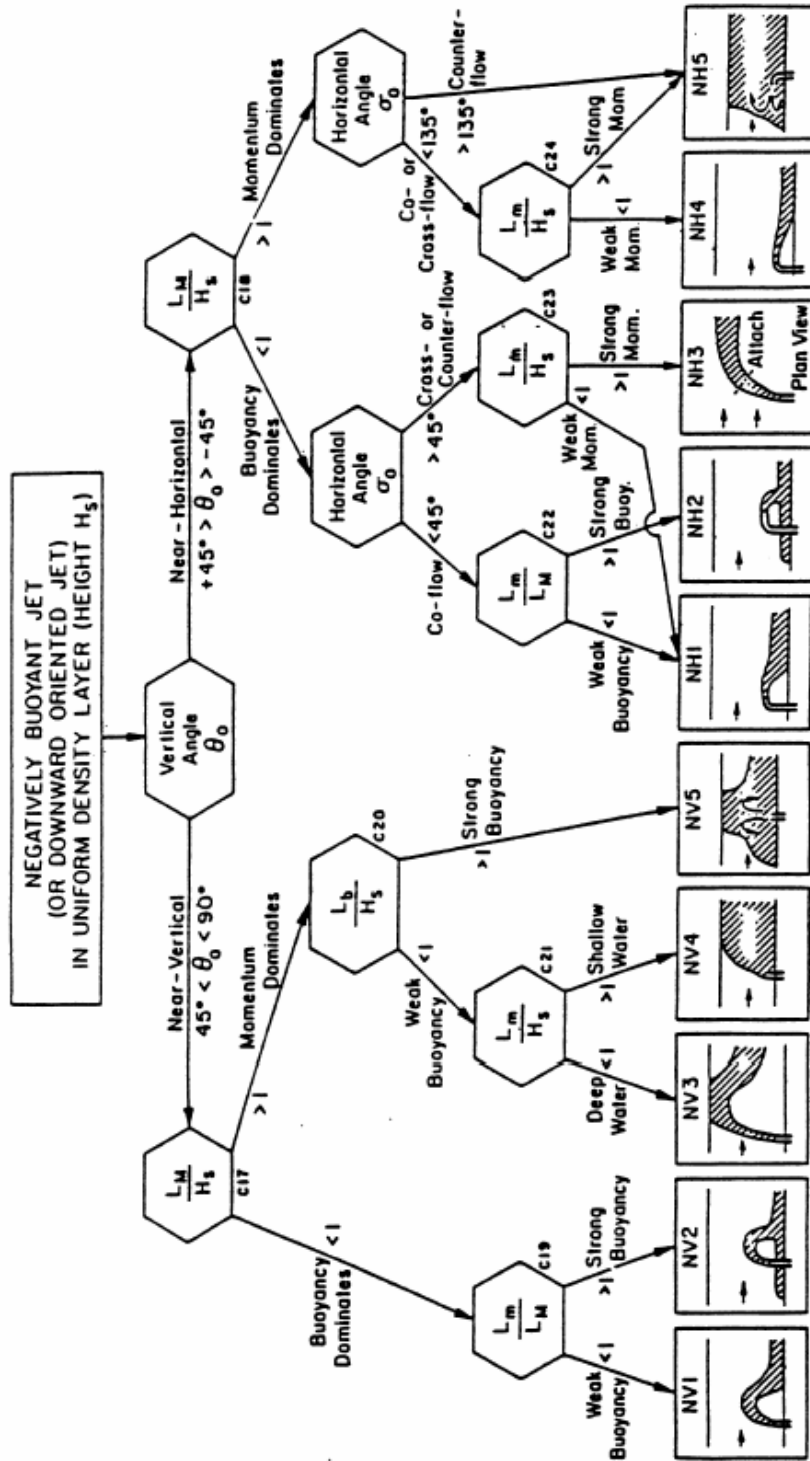 NEGATIVELY BUOYANT JET
(OR DOWNWARD ORIENTED JET)
IN UNIFORM DENSITY LAYER (HEIGHT Hs)
Vertical
Angle
θo
Near-Vertical
45° < θo < 90°
Near-Horizontal
+45° > θo > -45°
LM
Hs
C17
LM
Hs
C18
Buoyancy
Dominates
<1
>1
Momentum
Dominates
Buoyancy
Dominates
<1
>1
Momentum
Dominates
Lb
Hs
C20
Horizontal
Angle
σo
Horizontal
Angle
σo
Weak
Buoyancy
<1
>1
Strong
Buoyancy
Co-flow
<45°
>45°
Cross- or
Counter-flow
Co- or
Cross-flow
<135°
>135°
Counter-
flow
Lm
LM
C19
Lm
Hs
C21
Lm
LM
C22
Lm
Hs
C23
Lm
Hs
C24
Weak
Buoyancy
<1
>1
Strong
Buoyancy
Deep
Water
<1
>1
Shallow
Water
Weak
Buoyancy
<1
>1
Strong
Buoy.
Weak
Mom.
<1
>1
Strong
Mom.
Weak
Mom.
<1
>1
Strong
Mom
NV1
NV2
NV3
NV4
NV5
NH1
NH2
NH3
Attach
Plan View
NH4
NH5